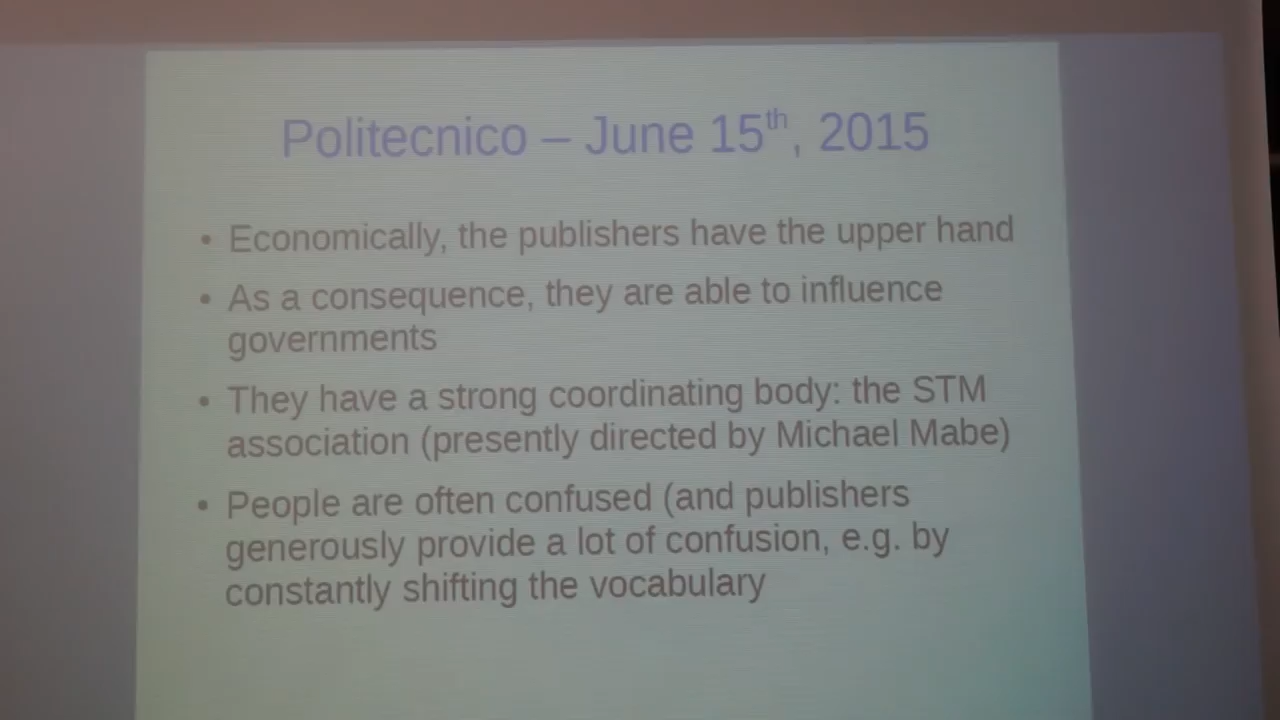 Politecnico – June 15th, 2015
• Economically, the publishers have the upper hand
• As a consequence, they are able to influence
governments
• They have a strong coordinating body: the STM
association (presently directed by Michael Mabe)
• People are often confused (and publishers
generously provide a lot of confusion, e.g. by
constantly shifting the vocabulary